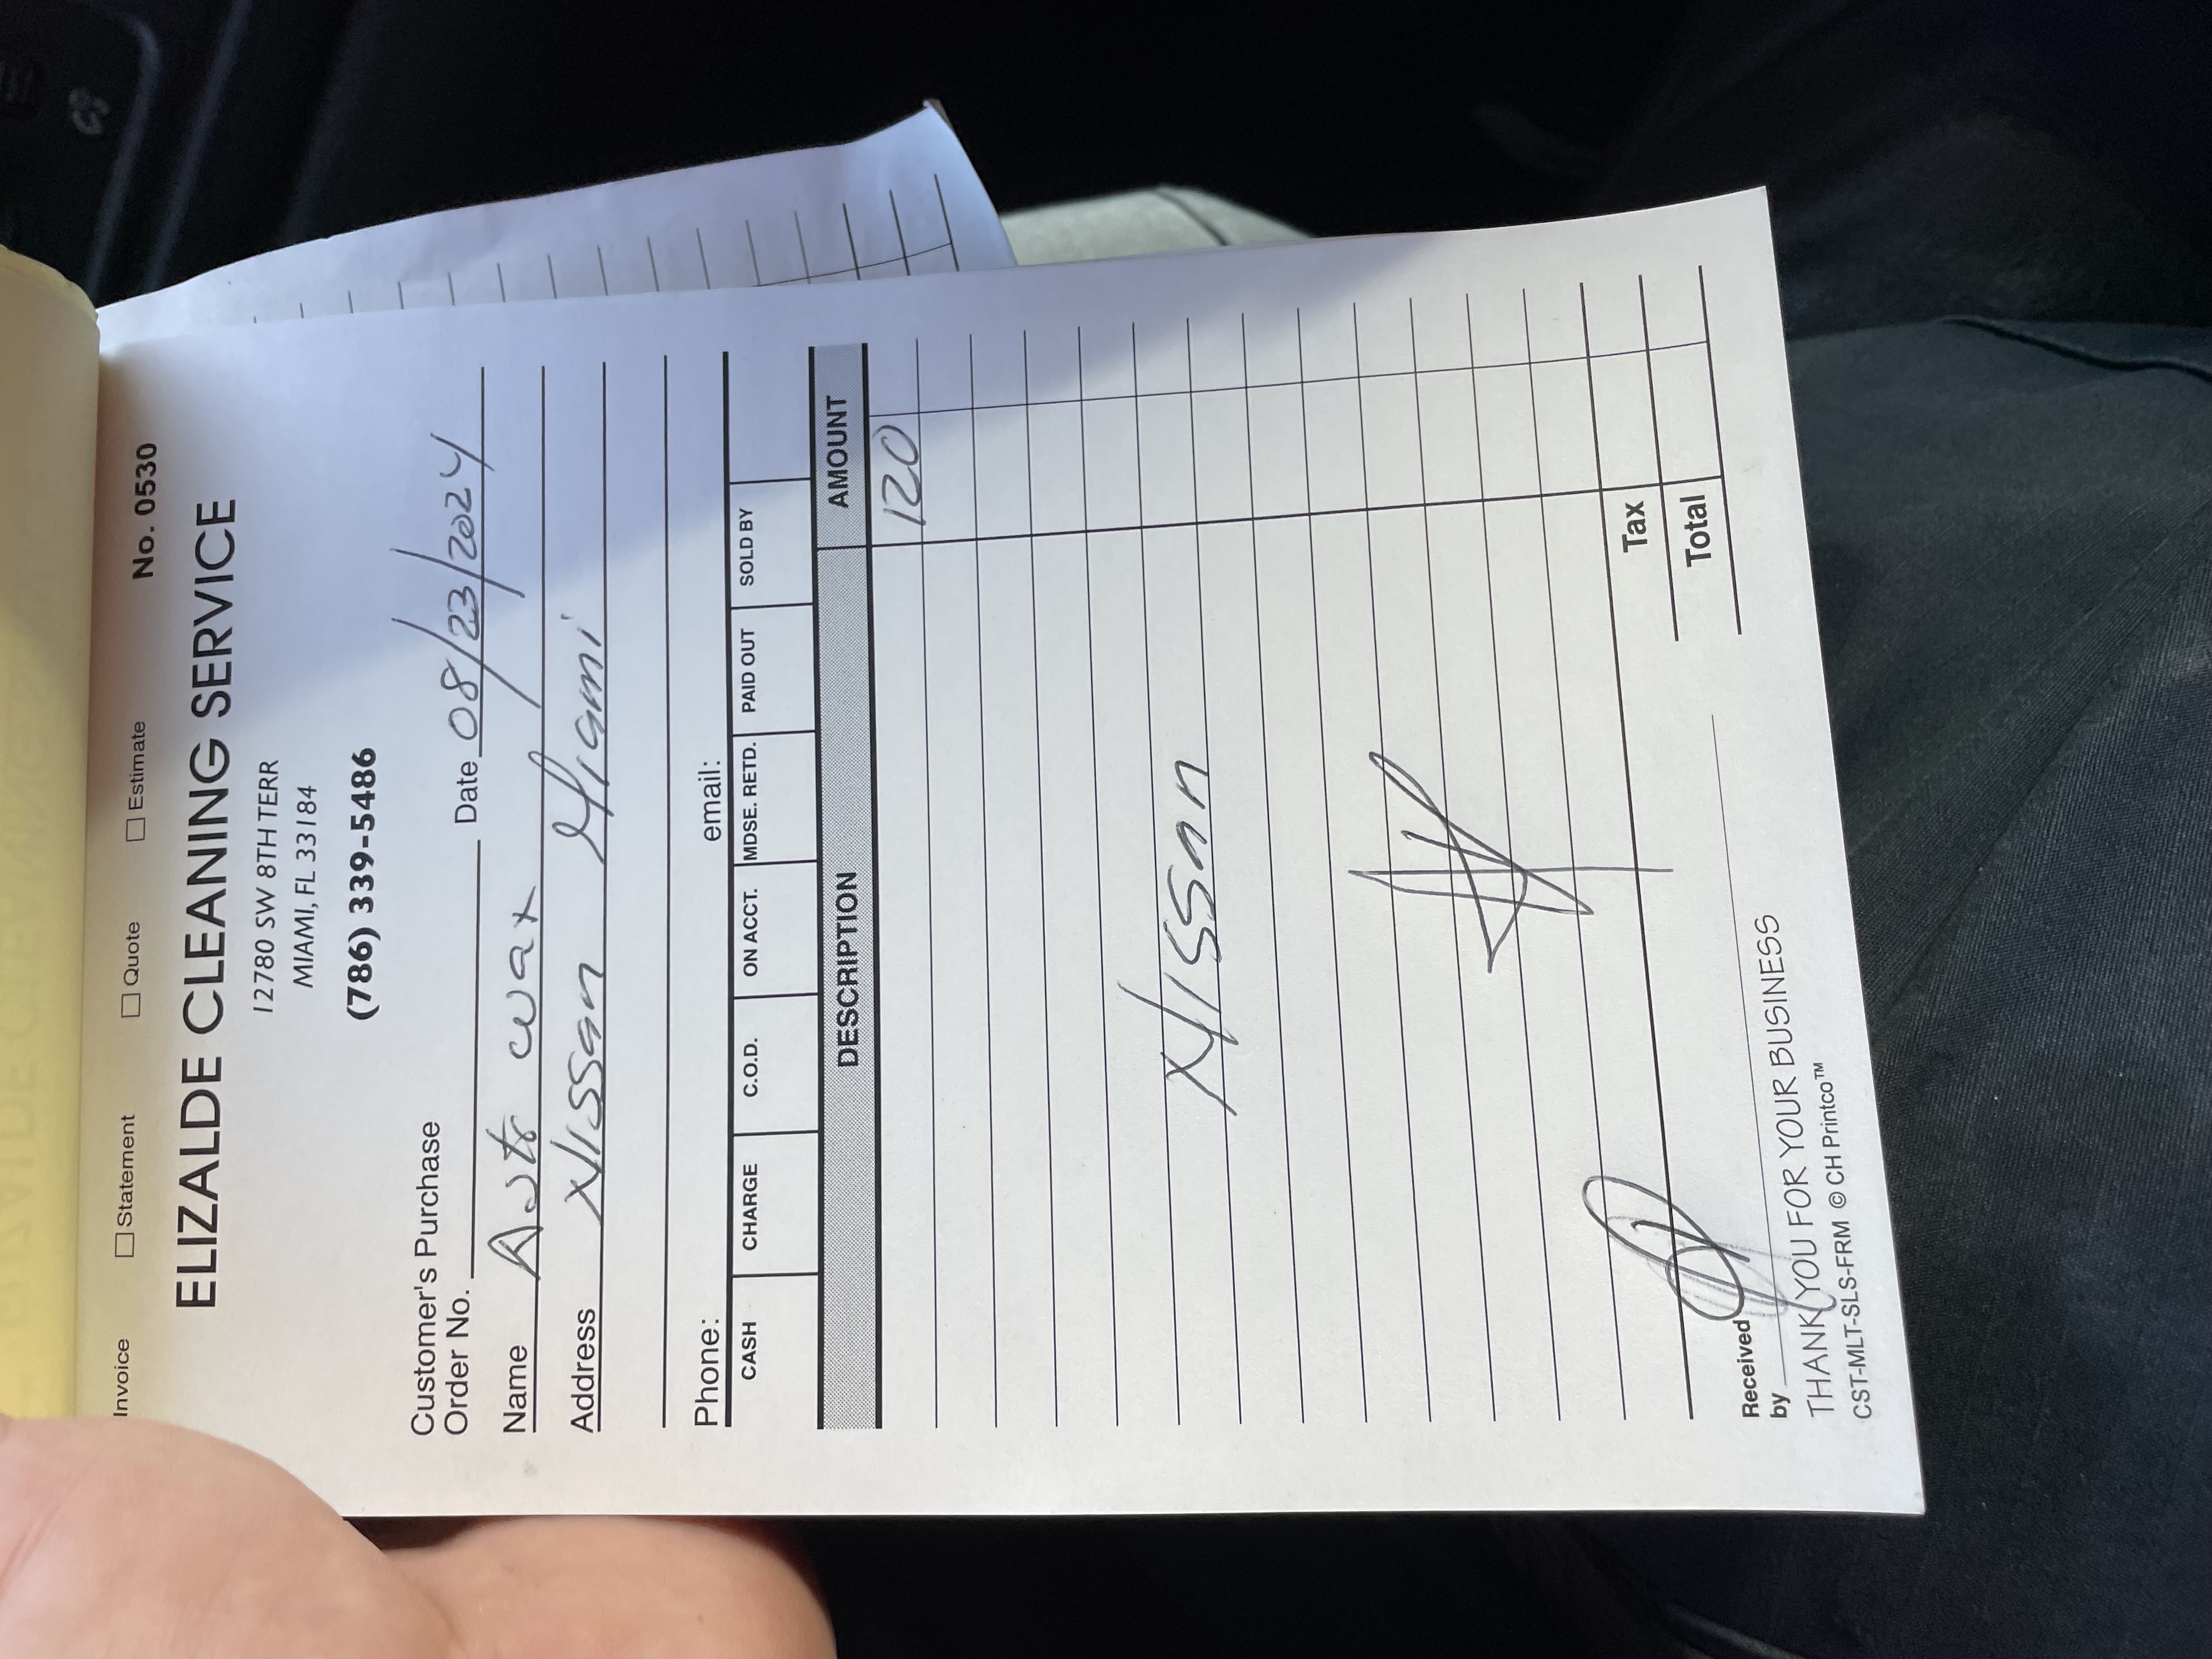 Invoice ☐ Statement ☐ Quote ☐ Estimate No. 0530
ELIZALDE CLEANING SERVICE
12780 SW 8TH TERR
MIAMI, FL 33184
(786) 339-5486
Customer's Purchase
Order No. Date 08/23/2024
Name Auto wax
Address Nissan Miami
Phone: email:
CASH CHARGE C.O.D. ON ACCT. MDSE. RETD. PAID OUT SOLD BY
DESCRIPTION AMOUNT
120
Nissan
Tax
Total
Received
by
THANK YOU FOR YOUR BUSINESS
CST-MLT-SLS-FRM © CH Printco™